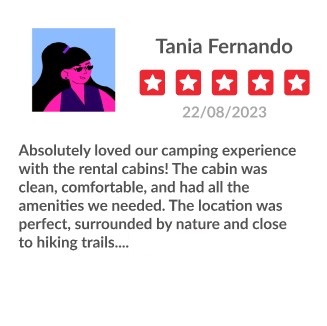 Tania Fernando
22/08/2023
Absolutely loved our camping experience
with the rental cabins! The cabin was
clean, comfortable, and had all the
amenities we needed. The location was
perfect, surrounded by nature and close
to hiking trails....